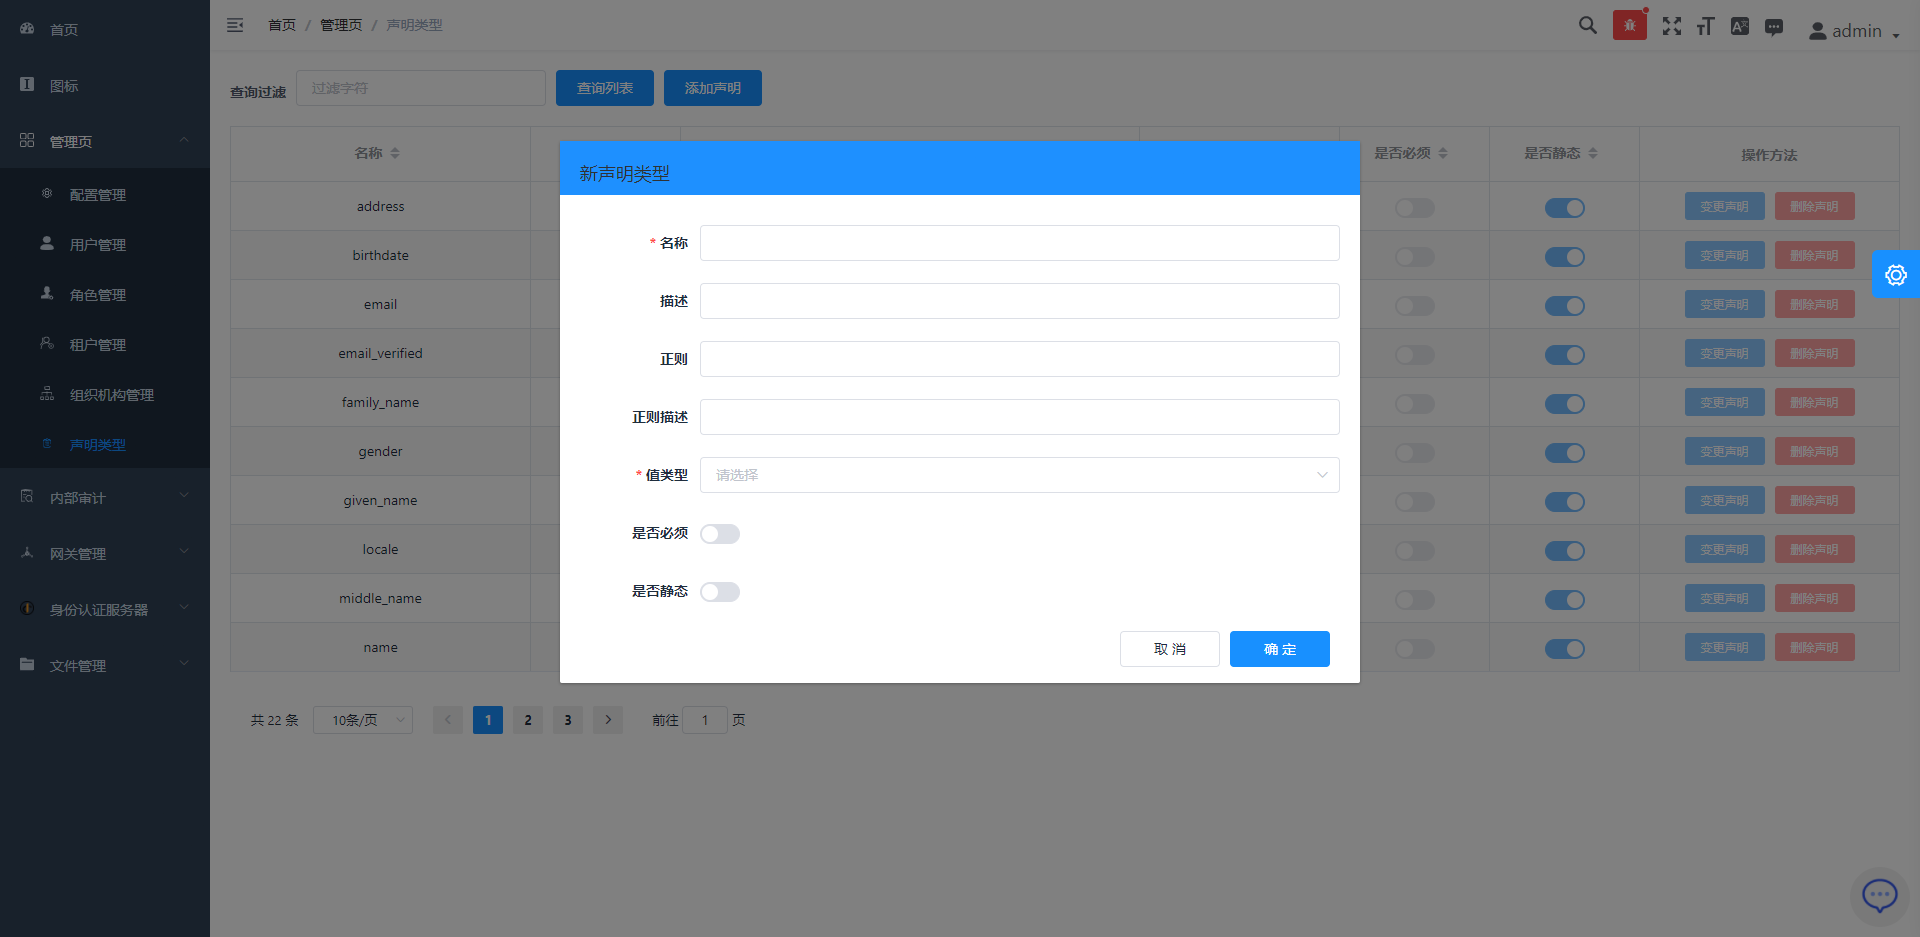 首页
图标
管理页
配置管理
用户管理
角色管理
租户管理
组织机构管理
声明类型
内部审计
网关管理
身份认证服务器
文件管理
首页 / 管理页 / 声明类型
admin
查询过滤 过滤字符 查询列表 添加声明
名称 是否必须 是否静态 操作方法
address 变更声明 删除声明
birthdate 变更声明 删除声明
email 变更声明 删除声明
email_verified 变更声明 删除声明
family_name 变更声明 删除声明
gender 变更声明 删除声明
given_name 变更声明 删除声明
locale 变更声明 删除声明
middle_name 变更声明 删除声明
name 变更声明 删除声明
新声明类型
* 名称
描述
正则
正则描述
* 值类型 请选择
是否必须
是否静态
取 消 确 定
共 22 条 10条/页 1 2 3 前往 1 页